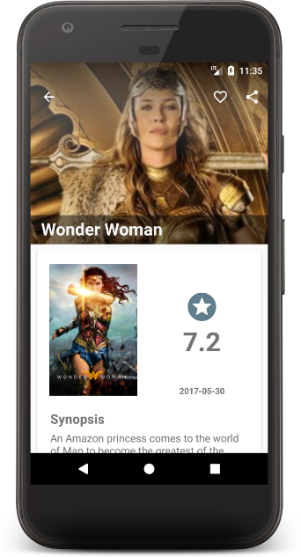 LTE 11:35
Wonder Woman
WONDER WOMAN
7.2
2017-05-30
Synopsis
An Amazon princess comes to the world
of Man to become the greatest of the